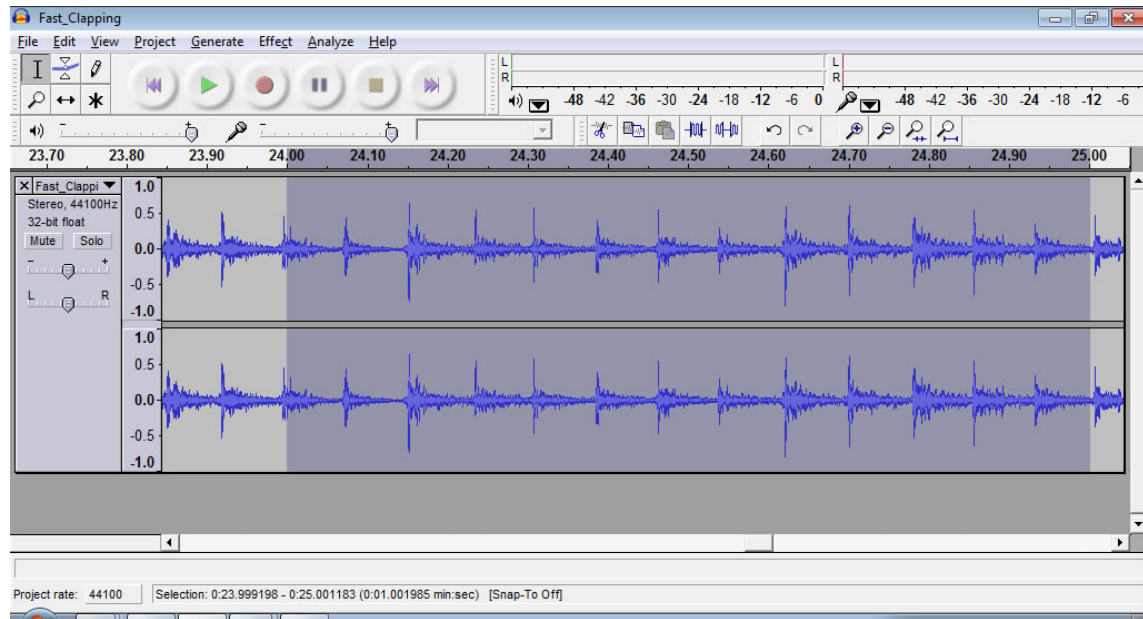 Fast_Clapping
File Edit View Project Generate Effect Analyze Help
L
R
-48 -42 -36 -30 -24 -18 -12 -6 0
L
R
-48 -42 -36 -30 -24 -18 -12 -6
23.70 23.80 23.90 24.00 24.10 24.20 24.30 24.40 24.50 24.60 24.70 24.80 24.90 25.00
X Fast_Clappi
Stereo, 44100Hz
32-bit float
Mute Solo
- +
L R
1.0
0.5
0.0
-0.5
-1.0
1.0
0.5
0.0
-0.5
-1.0
Project rate: 44100 Selection: 0:23.999198 - 0:25.001183 (0:01.001985 min:sec) [Snap-To Off]